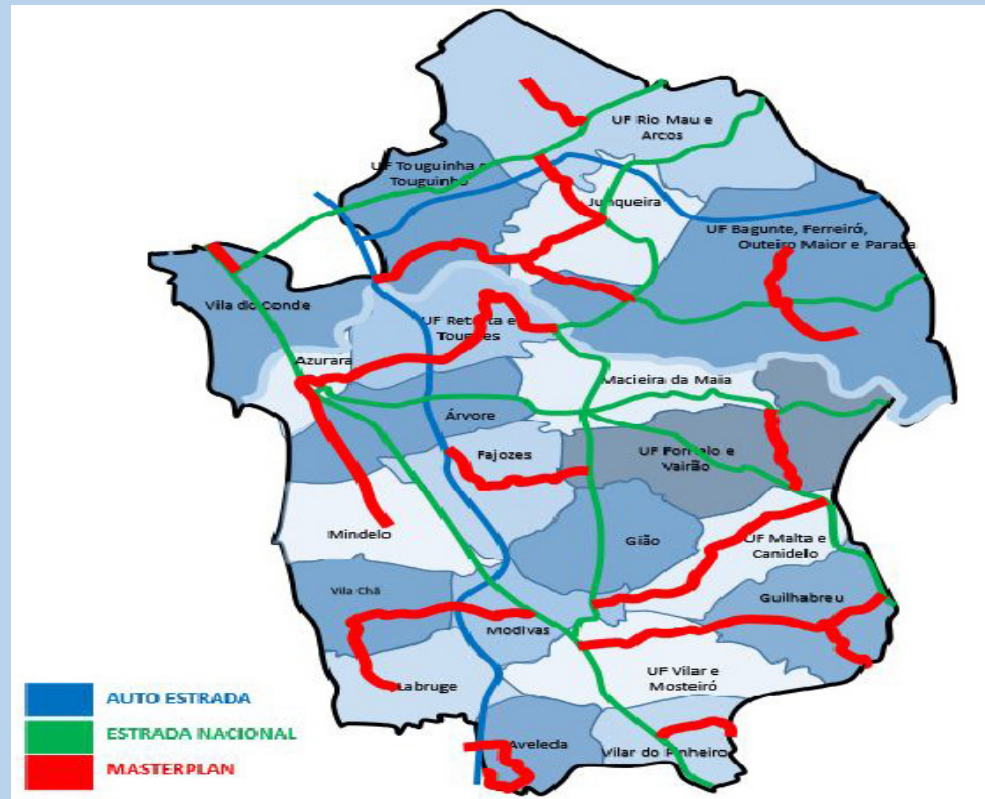 UF Rio Mau e
Arcos
UF Touguinha e
Touguinhó
Junqueira
UF Bagunte, Ferreiró,
Outeiro Maior e Parada
Vila do Conde
UF Retorta e
Tougues
Azurara
Macieira da Maia
Árvore
Fajozes
UF Fornelo e
Vairão
Mindelo
Gião
UF Malta e
Canidelo
Vila Chã
Guilhabreu
Modivas
Labruge
UF Vilar e
Mosteiró
Aveleda
Vilar do Pinheiro
AUTO ESTRADA
ESTRADA NACIONAL
MASTERPLAN